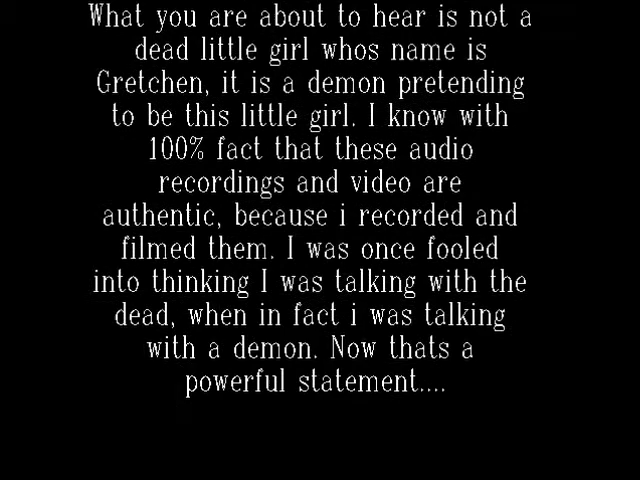 What you are about to hear is not a
dead little girl whos name is
Gretchen, it is a demon pretending
to be this little girl. I know with
100% fact that these audio
recordings and video are
authentic, because i recorded and
filmed them. I was once fooled
into thinking I was talking with the
dead, when in fact i was talking
with a demon. Now thats a
powerful statement....